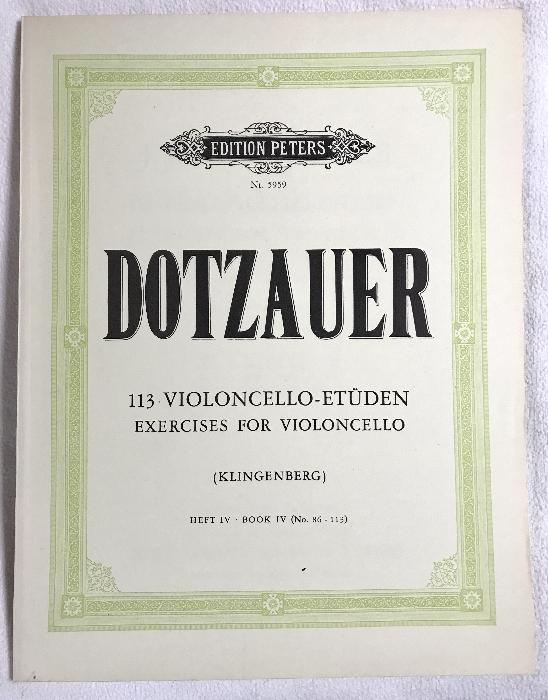 EDITION PETERS
Nr. 5959
DOTZAUER
113 VIOLONCELLO-ETÜDEN
EXERCISES FOR VIOLONCELLO
(KLINGENBERG)
HEFT IV · BOOK IV (No. 86 - 113)